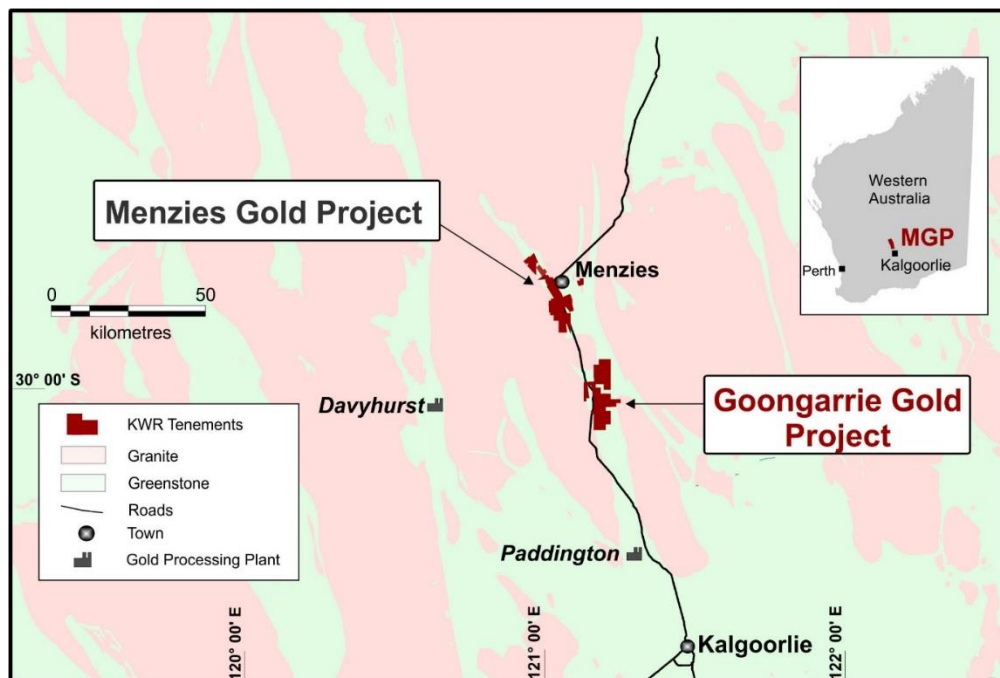 Western
Australia
MGP
Kalgoorlie
Perth
Menzies Gold Project
Menzies
0
50
kilometres
30° 00' S
Davyhurst
Goongarrie Gold
Project
KWR Tenements
Granite
Greenstone
Roads
Town
Gold Processing Plant
Paddington
120° 00' E
121° 00' E
122° 00' E
Kalgoorlie